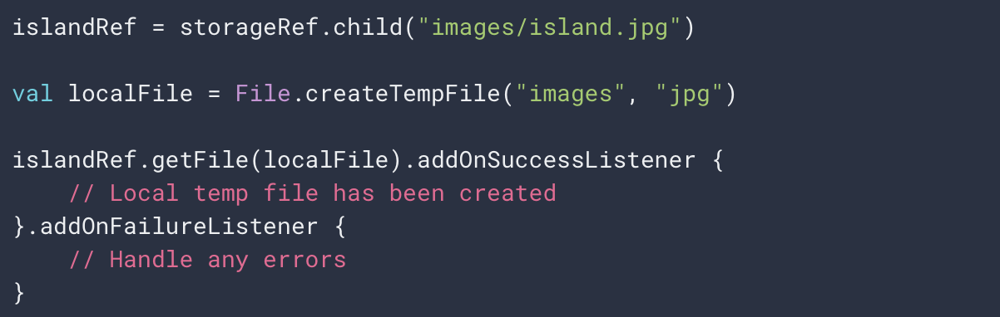 islandRef = storageRef.child("images/island.jpg")
val localFile = File.createTempFile("images", "jpg")
islandRef.getFile(localFile).addOnSuccessListener {
    // Local temp file has been created
}.addOnFailureListener {
    // Handle any errors
}